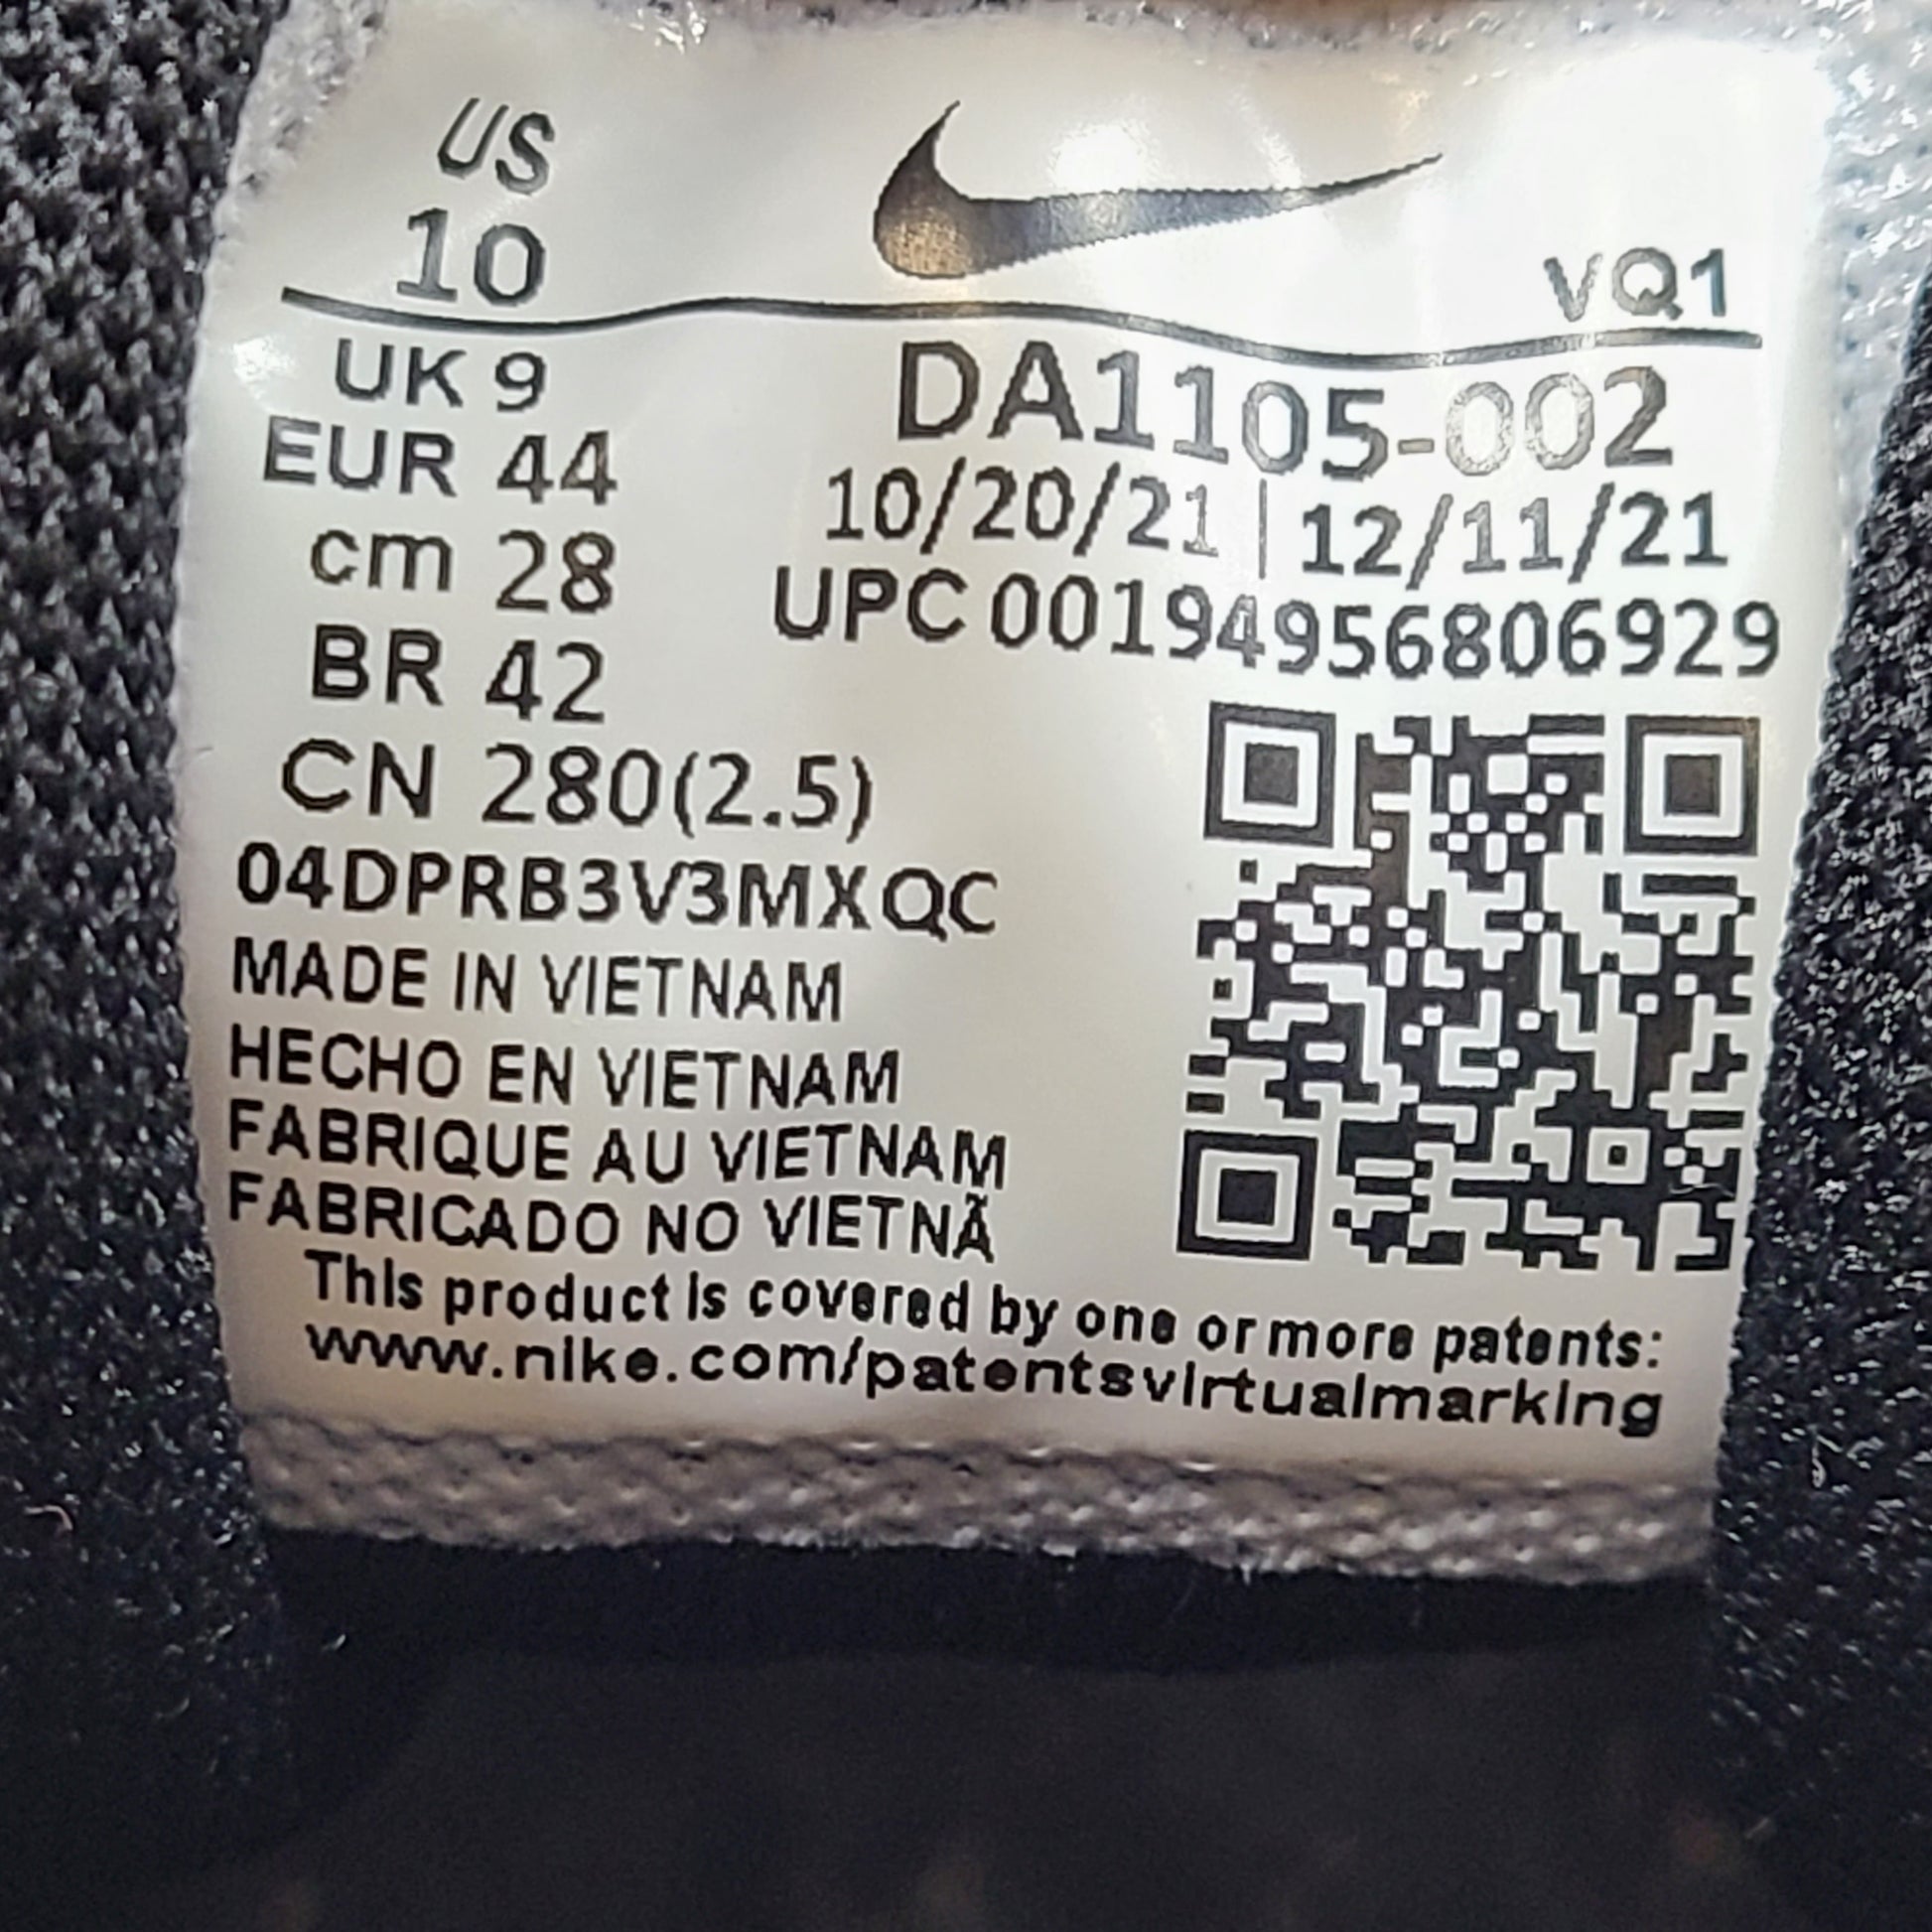 US
10
VQ1
UK 9
EUR 44
cm 28
BR 42
CN 280(2.5)
DA1105-002
10/20/21 | 12/11/21
UPC 00194956806929
04DPRB3V3MXQC
MADE IN VIETNAM
HECHO EN VIETNAM
FABRIQUE AU VIETNAM
FABRICADO NO VIETNÃ
This product is covered by one or more patents:
www.nike.com/patentsvirtualmarking